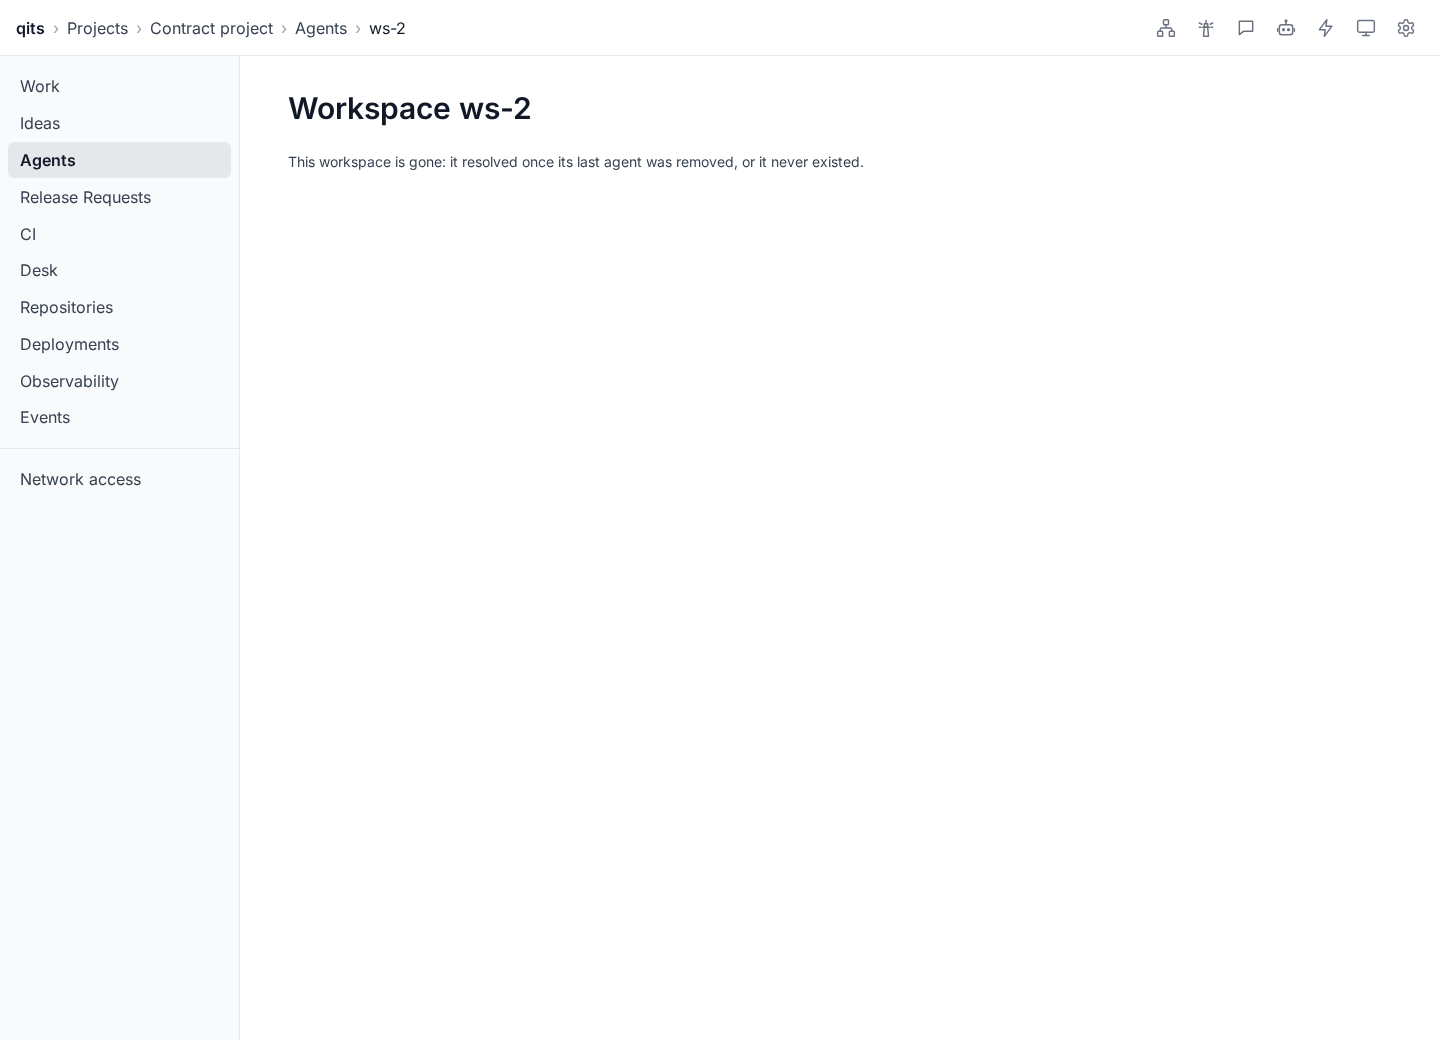 qits › Projects › Contract project › Agents › ws-2
Work
Ideas
Agents
Release Requests
CI
Desk
Repositories
Deployments
Observability
Events
Network access
Workspace ws-2
This workspace is gone: it resolved once its last agent was removed, or it never existed.